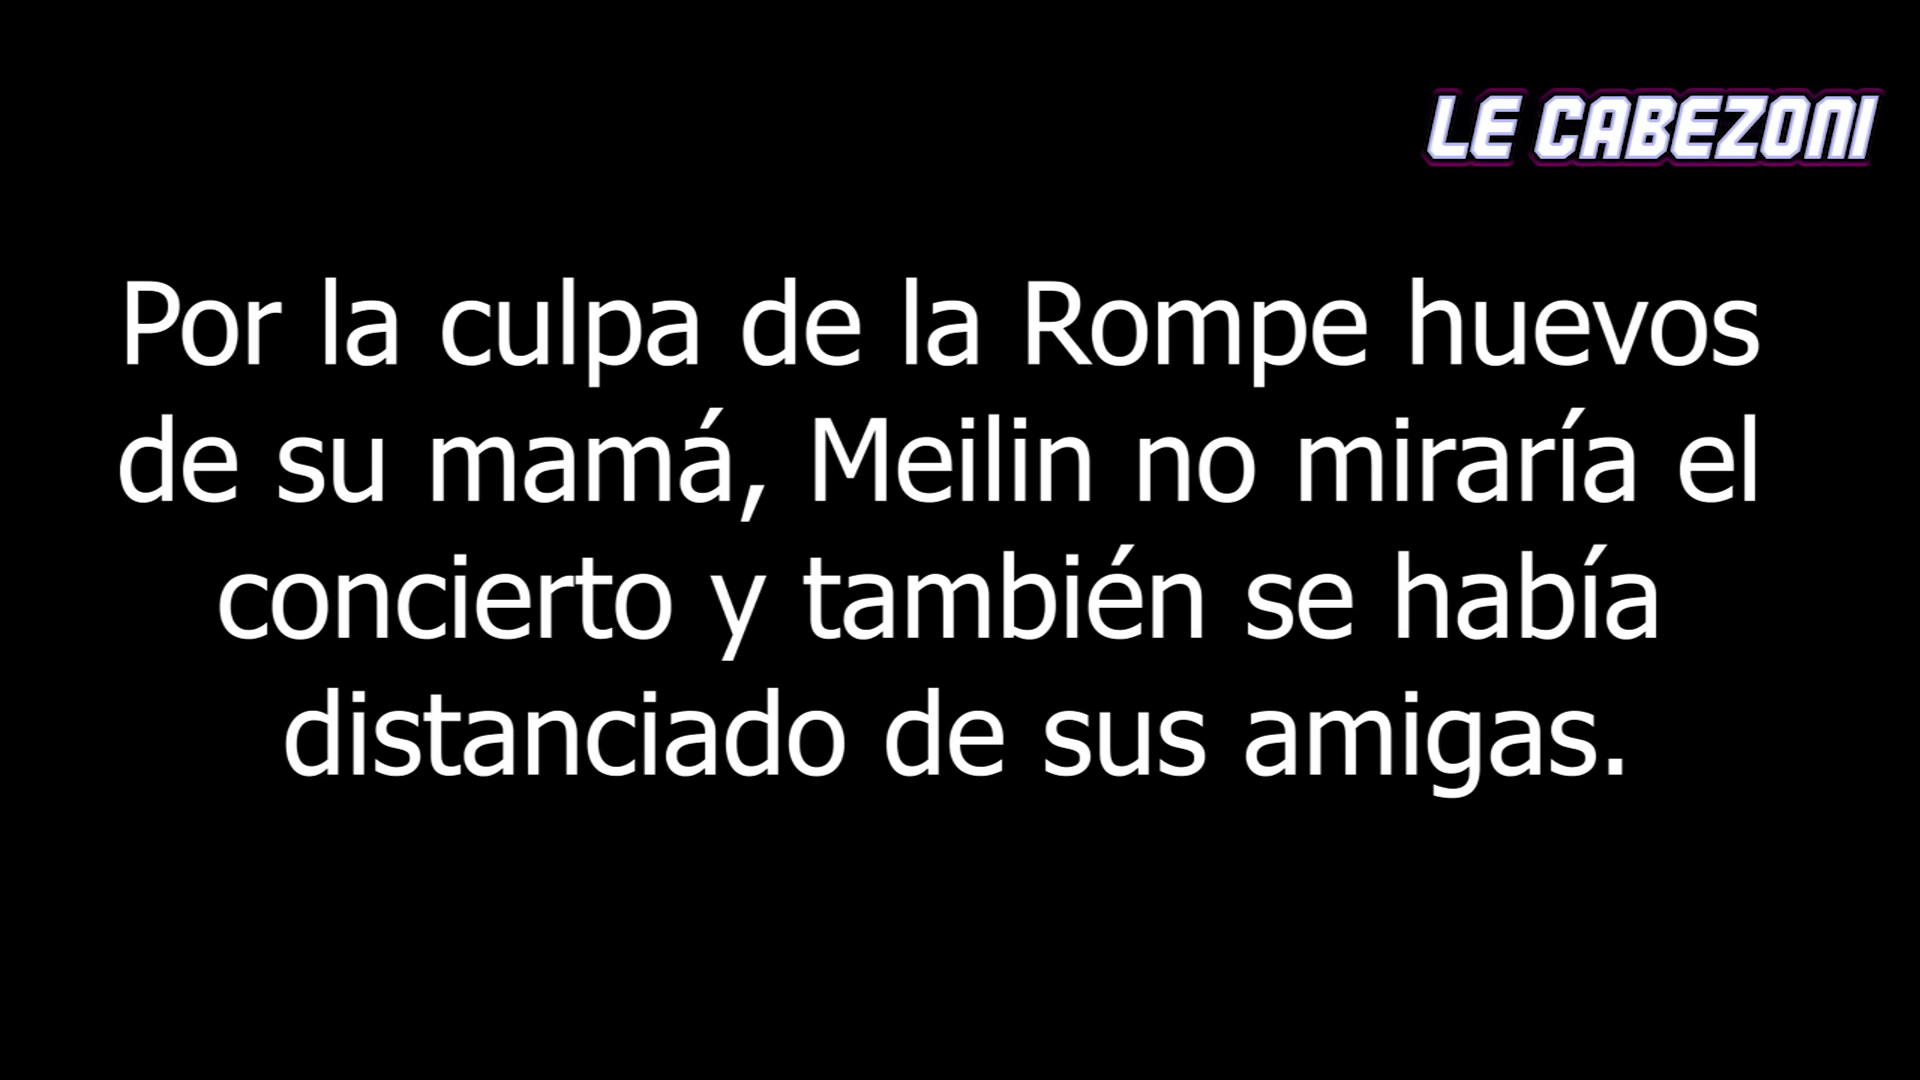 LE CABEZONI
Por la culpa de la Rompe huevos
de su mamá, Meilin no miraría el
concierto y también se había
distanciado de sus amigas.